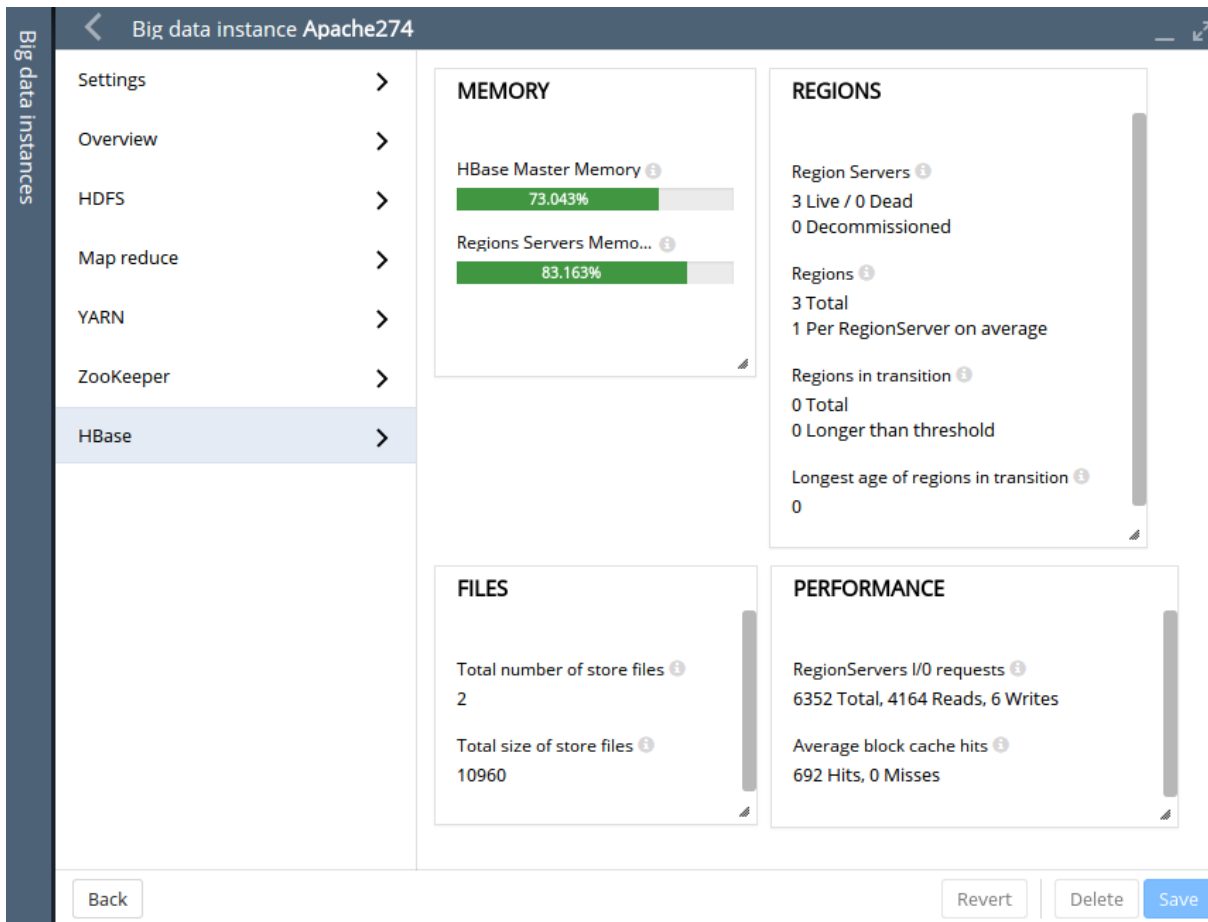 Big data instances
Big data instance Apache274
Settings
Overview
HDFS
Map reduce
YARN
ZooKeeper
HBase
MEMORY
HBase Master Memory
73.043%
Regions Servers Memo...
83.163%
REGIONS
Region Servers
3 Live / 0 Dead
0 Decommissioned
Regions
3 Total
1 Per RegionServer on average
Regions in transition
0 Total
0 Longer than threshold
Longest age of regions in transition
0
FILES
Total number of store files
2
Total size of store files
10960
PERFORMANCE
RegionServers I/0 requests
6352 Total, 4164 Reads, 6 Writes
Average block cache hits
692 Hits, 0 Misses
Back
Revert
Delete
Save